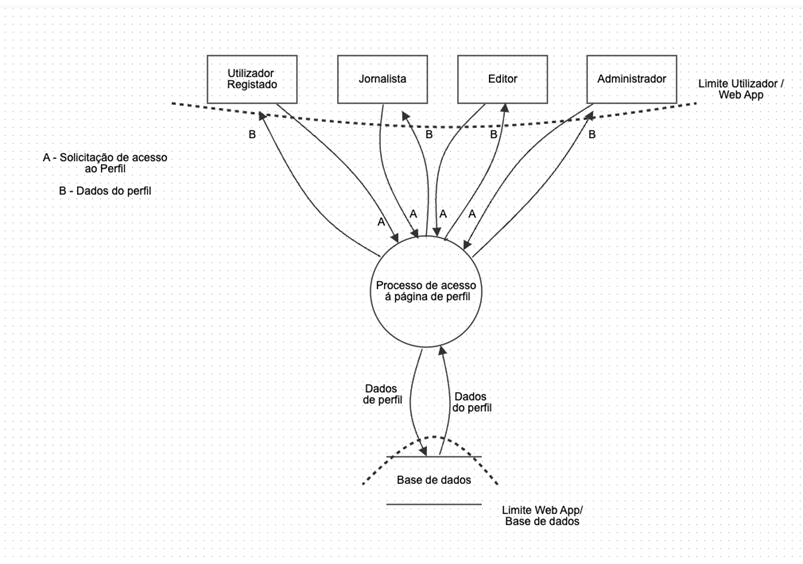 Utilizador
Registado
Jornalista
Editor
Administrador
Limite Utilizador /
Web App
B
B
B
B
A - Solicitação de acesso
ao Perfil
B - Dados do perfil
A
A
A
A
Processo de acesso
á página de perfil
Dados
de perfil
Dados
do perfil
Base de dados
Limite Web App/
Base de dados